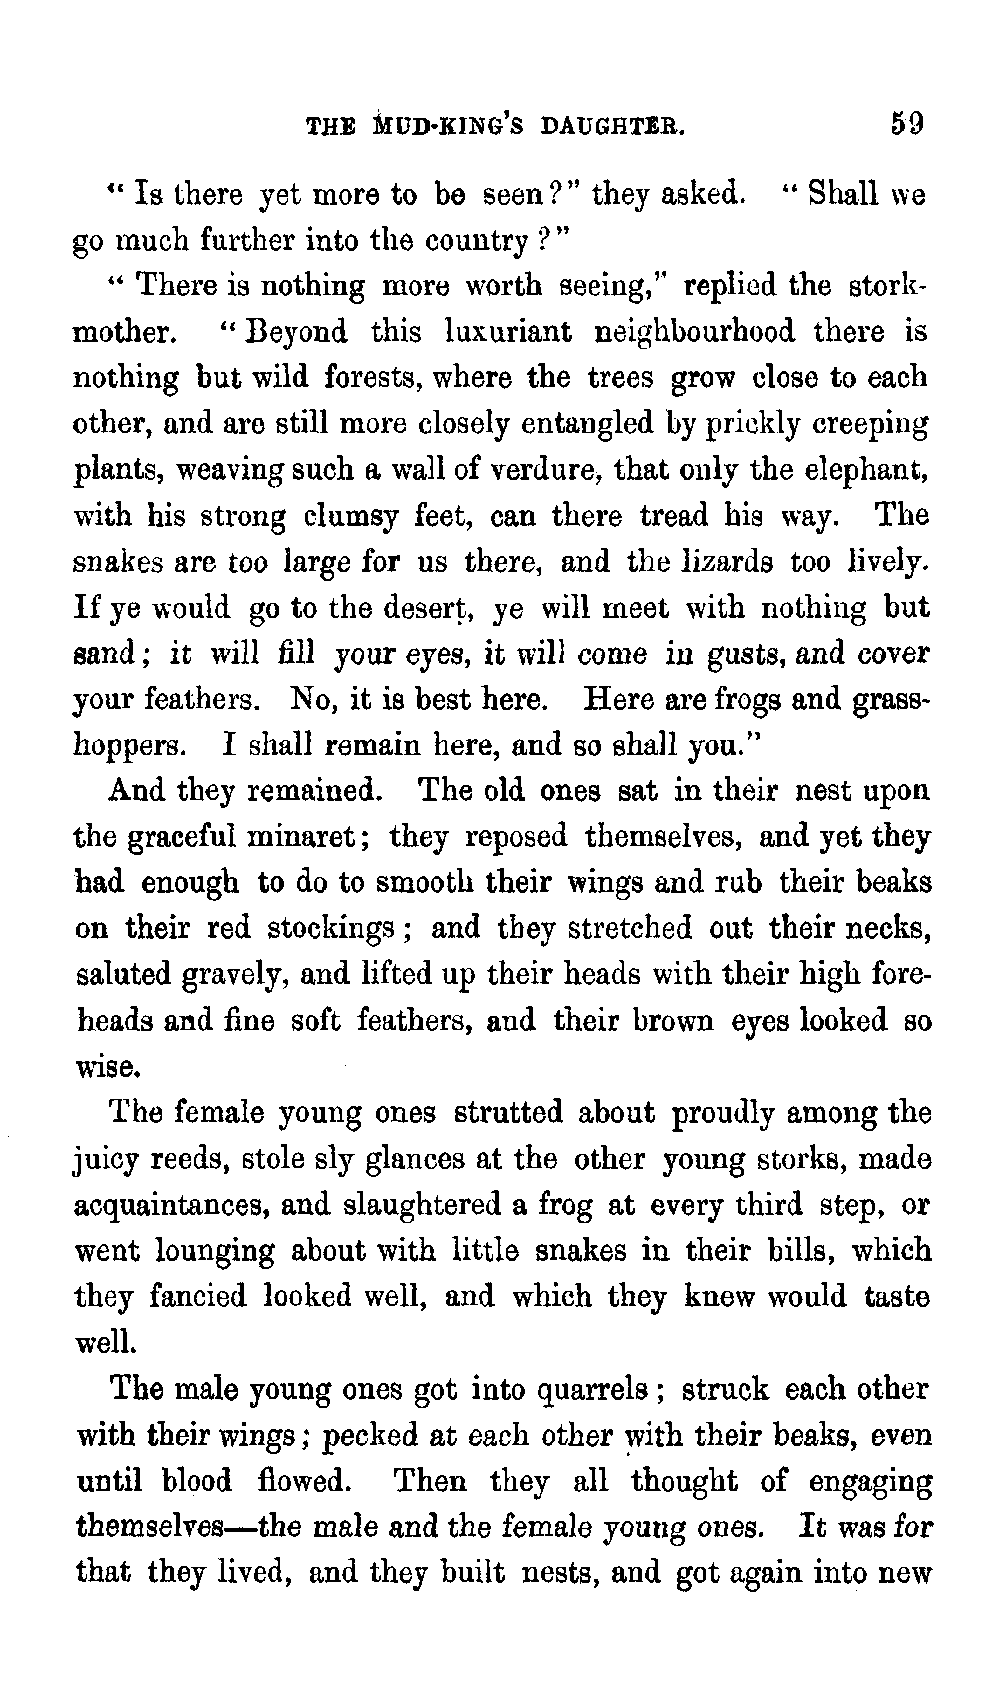 THE MUD-KING'S DAUGHTER. 59
"Is there yet more to be seen?" they asked. "Shall we
go much further into the country?"
"There is nothing more worth seeing," replied the stork-
mother. "Beyond this luxuriant neighbourhood there is
nothing but wild forests, where the trees grow close to each
other, and are still more closely entangled by prickly creeping
plants, weaving such a wall of verdure, that only the elephant,
with his strong clumsy feet, can there tread his way. The
snakes are too large for us there, and the lizards too lively.
If ye would go to the desert, ye will meet with nothing but
sand; it will fill your eyes, it will come in gusts, and cover
your feathers. No, it is best here. Here are frogs and grass-
hoppers. I shall remain here, and so shall you."
And they remained. The old ones sat in their nest upon
the graceful minaret; they reposed themselves, and yet they
had enough to do to smooth their wings and rub their beaks
on their red stockings; and they stretched out their necks,
saluted gravely, and lifted up their heads with their high fore-
heads and fine soft feathers, and their brown eyes looked so
wise.
The female young ones strutted about proudly among the
juicy reeds, stole sly glances at the other young storks, made
acquaintances, and slaughtered a frog at every third step, or
went lounging about with little snakes in their bills, which
they fancied looked well, and which they knew would taste
well.
The male young ones got into quarrels; struck each other
with their wings; pecked at each other with their beaks, even
until blood flowed. Then they all thought of engaging
themselves—the male and the female young ones. It was for
that they lived, and they built nests, and got again into new